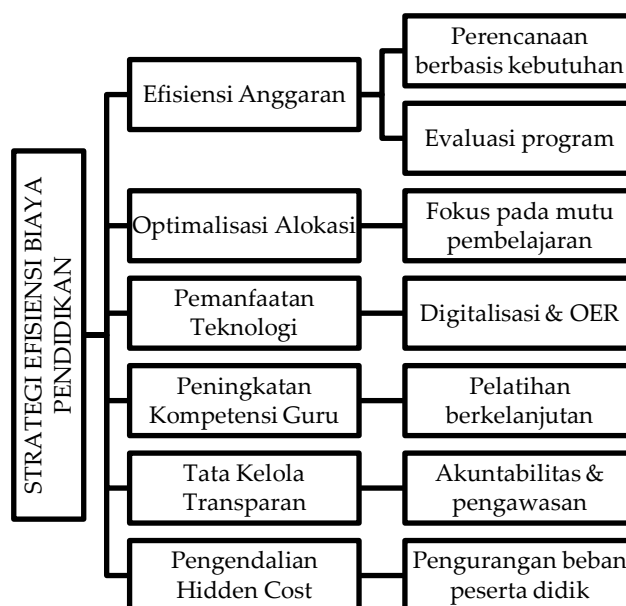 STRATEGI EFISIENSI BIAYA
PENDIDIKAN
Efisiensi Anggaran
Perencanaan
berbasis kebutuhan
Evaluasi program
Optimalisasi Alokasi
Fokus pada mutu
pembelajaran
Pemanfaatan
Teknologi
Digitalisasi & OER
Peningkatan
Kompetensi Guru
Pelatihan
berkelanjutan
Tata Kelola
Transparan
Akuntabilitas &
pengawasan
Pengendalian
Hidden Cost
Pengurangan beban
peserta didik